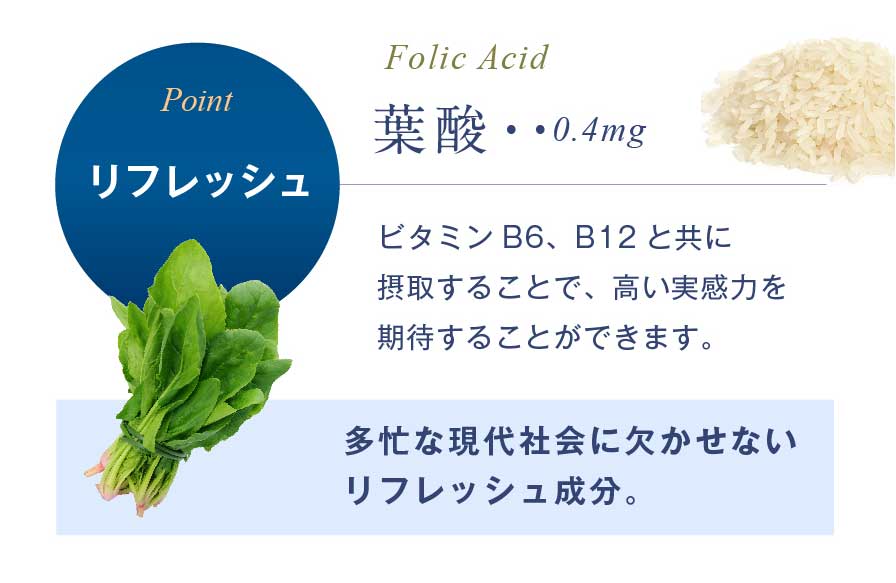 Point
リフレッシュ
Folic Acid
葉酸・・0.4mg
ビタミンB6、B12と共に
摂取することで、高い実感力を
期待することができます。
多忙な現代社会に欠かせない
リフレッシュ成分。